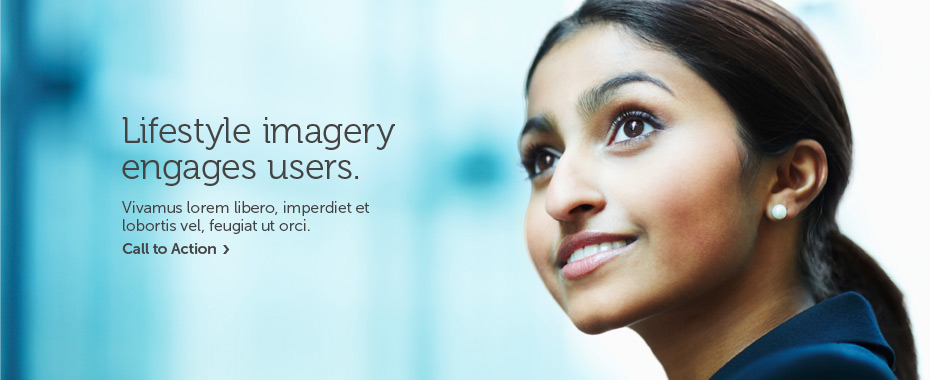 Lifestyle imagery
engages users.
Vivamus lorem libero, imperdiet et
lobortis vel, feugiat ut orci.
Call to Action ›